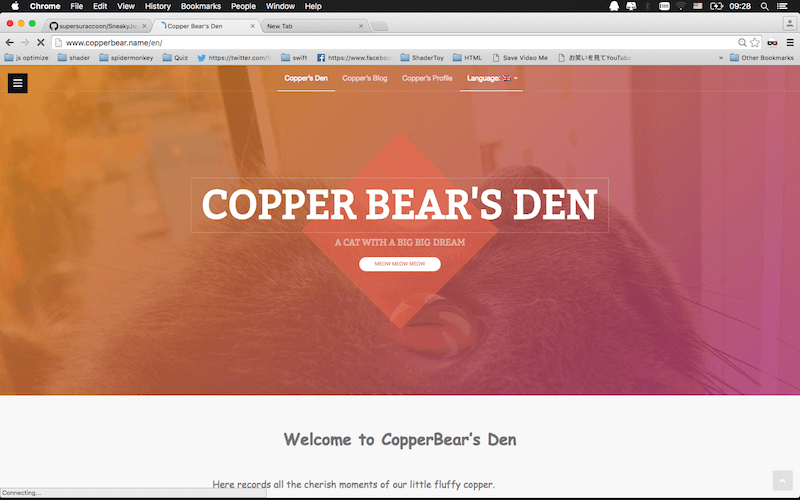 Chrome File Edit View History Bookmarks People Window Help 09:28
supersuraccoon/SneakyJo Copper Bear's Den New Tab
www.copperbear.name/en/
js optimize shader spidermonkey Quiz https://twitter.com/ swift https://www.facebo ShaderToy HTML Save Video Me お笑いを見てYouTube » Other Bookmarks
Copper's Den Copper's Blog Copper's Profile Language:
COPPER BEAR'S DEN
A CAT WITH A BIG BIG DREAM
MEOW MEOW MEOW
Welcome to CopperBear's Den
Here records all the cherish moments of our little fluffy copper.
Connecting...